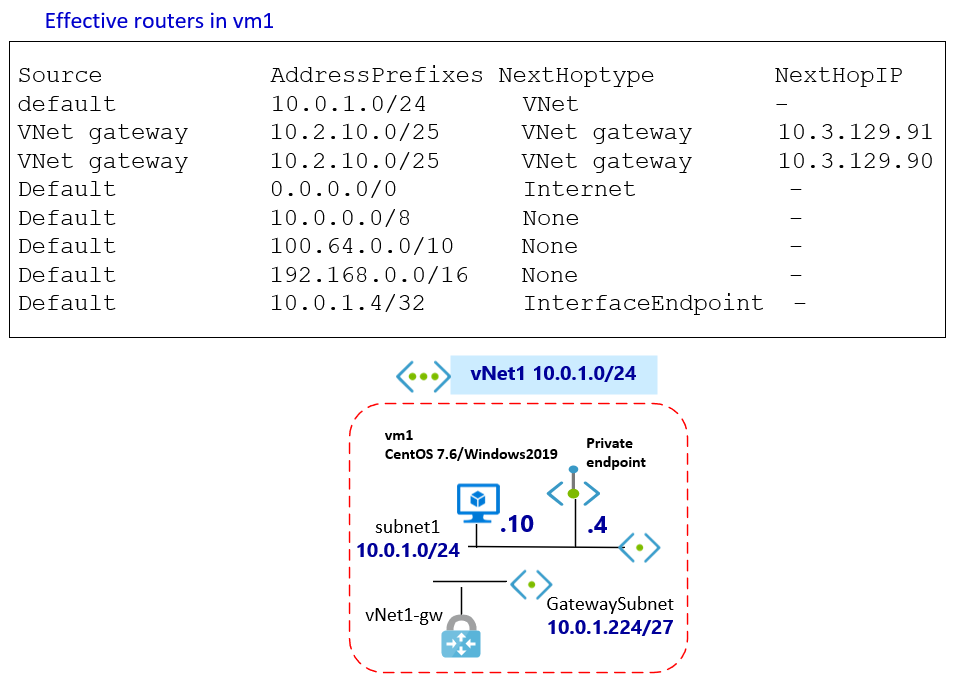 Effective routers in vm1
Source AddressPrefixes NextHoptype NextHopIP
default 10.0.1.0/24 VNet –
VNet gateway 10.2.10.0/25 VNet gateway 10.3.129.91
VNet gateway 10.2.10.0/25 VNet gateway 10.3.129.90
Default 0.0.0.0/0 Internet –
Default 10.0.0.0/8 None –
Default 100.64.0.0/10 None –
Default 192.168.0.0/16 None –
Default 10.0.1.4/32 InterfaceEndpoint –
vNet1 10.0.1.0/24
vm1
CentOS 7.6/Windows2019
Private
endpoint
.10
.4
subnet1
10.0.1.0/24
vNet1-gw
GatewaySubnet
10.0.1.224/27